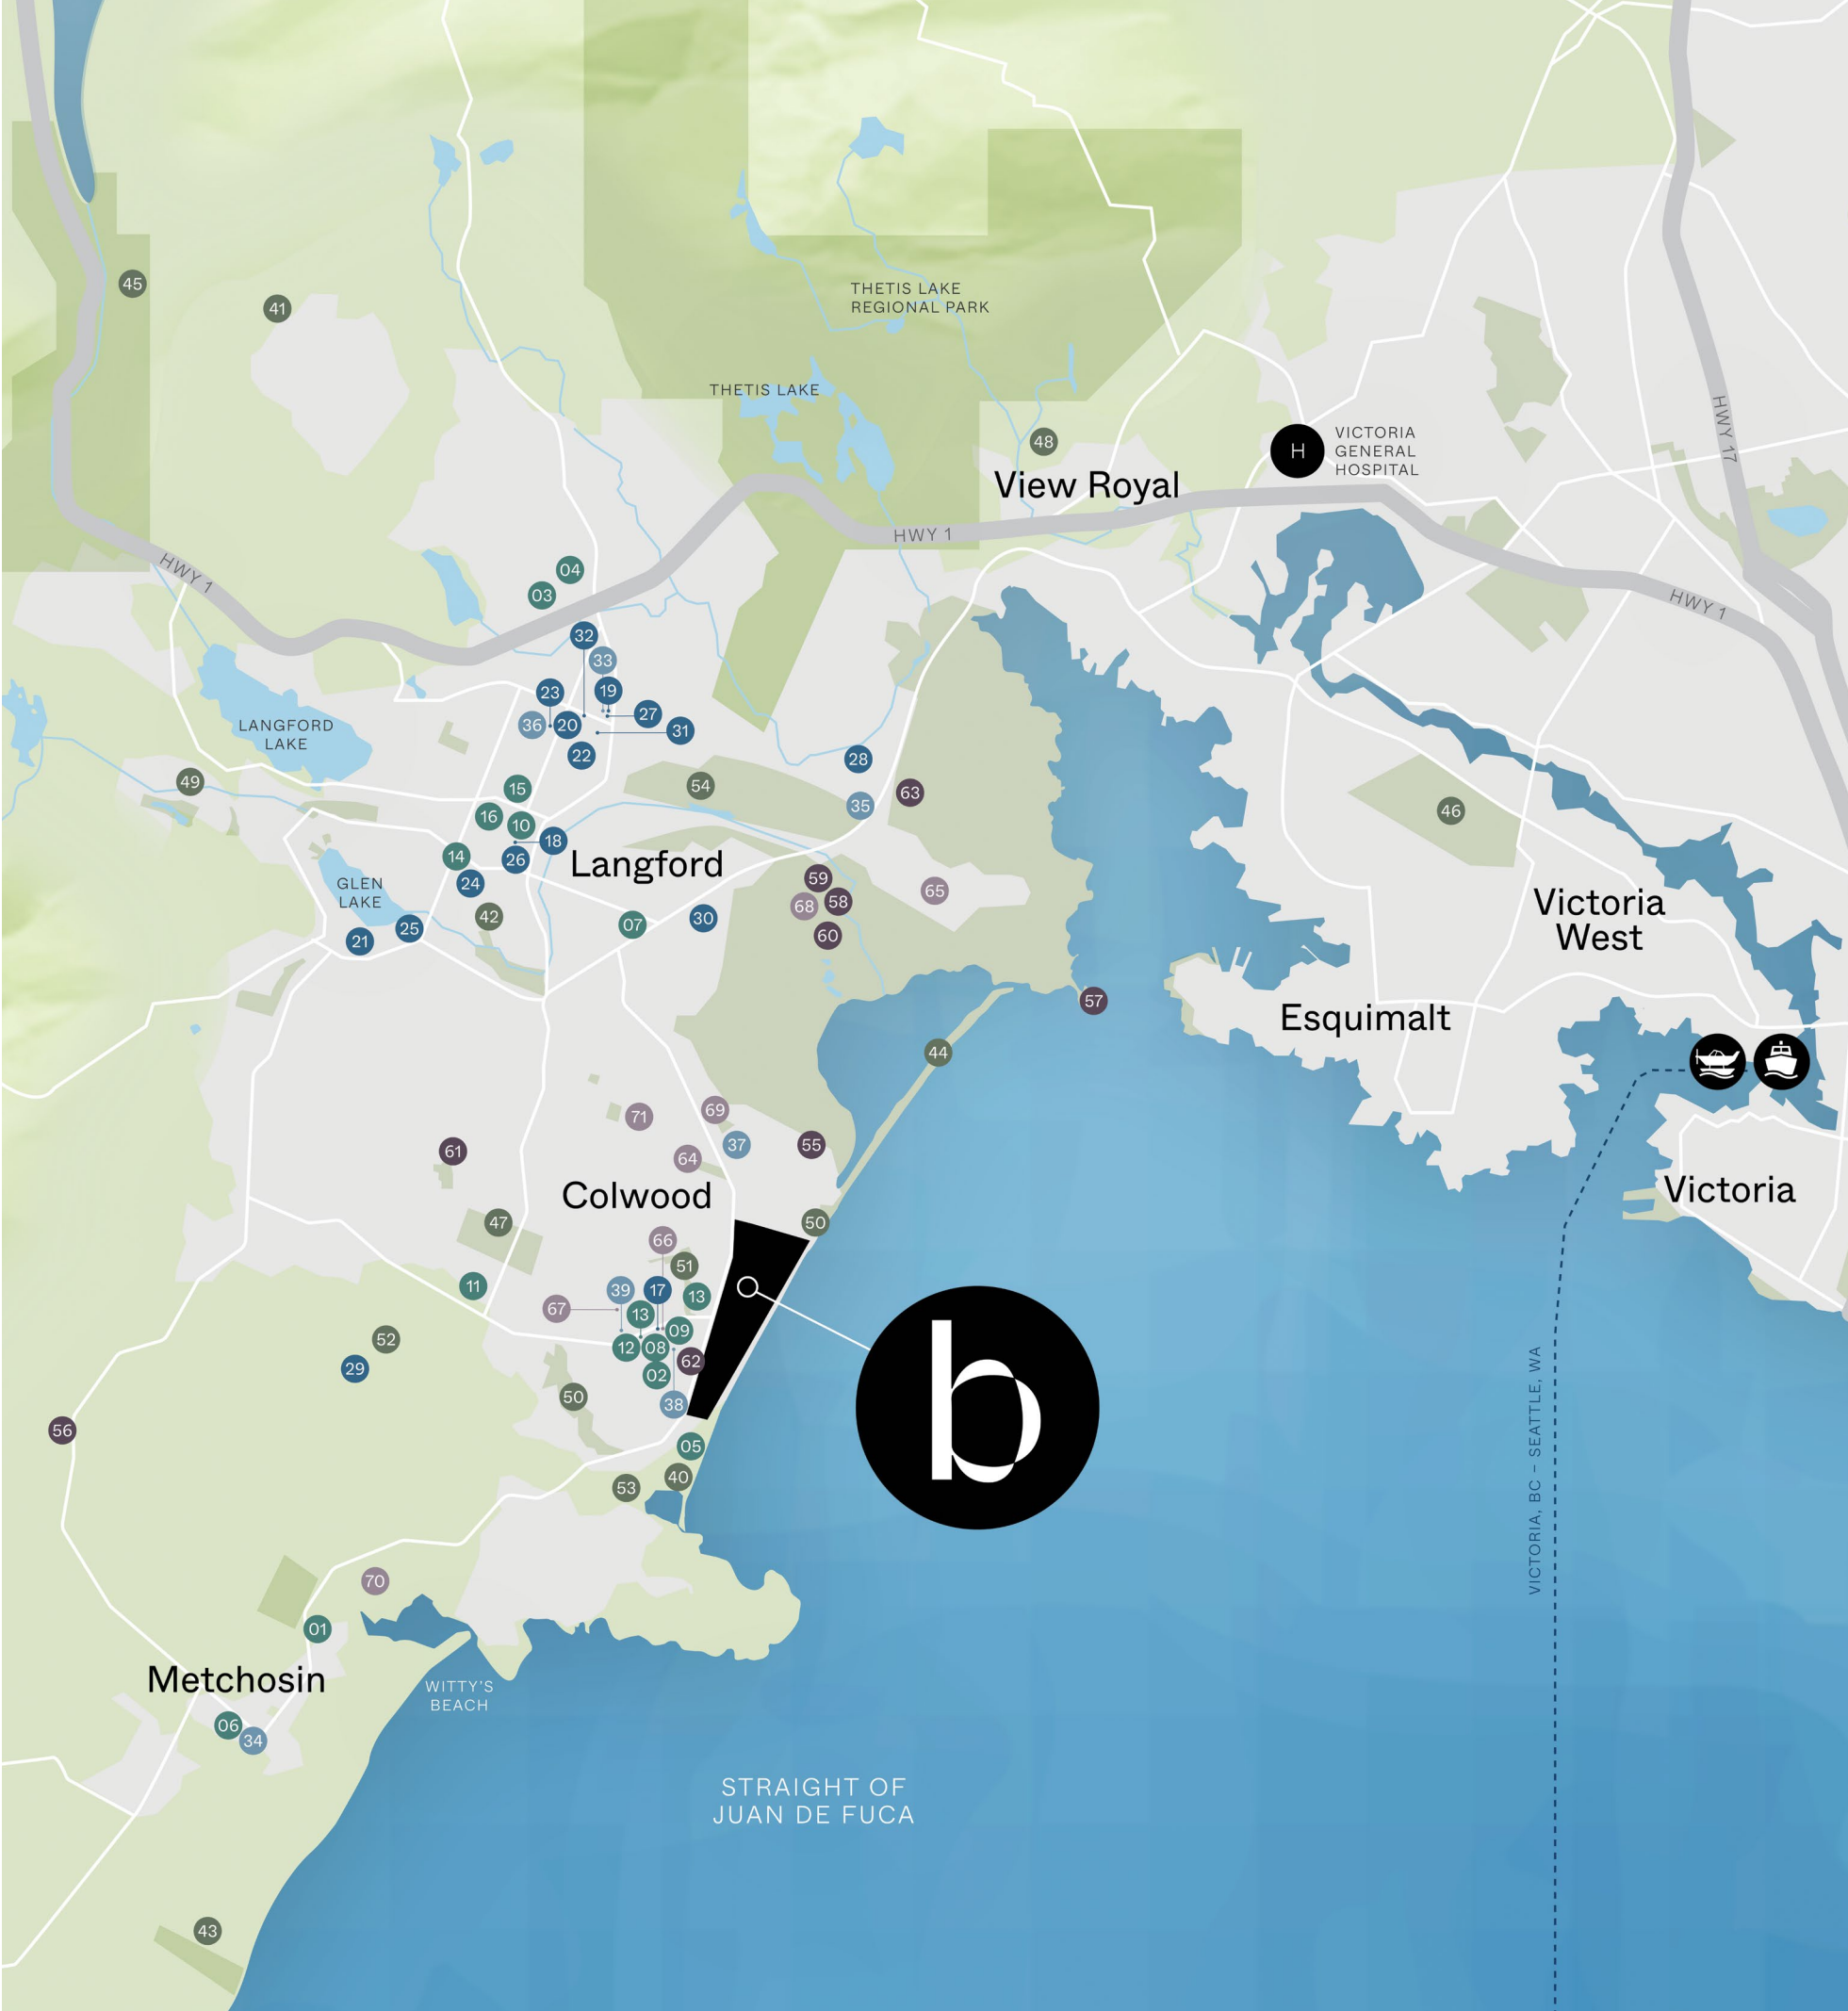 45
41
THETIS LAKE
REGIONAL PARK
THETIS LAKE
HWY 17
48
H
VICTORIA
GENERAL
HOSPITAL
View Royal
HWY 1
HWY 1
HWY 1
04
03
32
33
23
19
27
36
20
31
22
LANGFORD
LAKE
28
49
54
63
35
15
46
16
10
18
14
26
Langford
24
59
65
GLEN
LAKE
68
58
Victoria
West
42
07
30
25
21
60
57
Esquimalt
44
69
71
37
55
61
64
Colwood
Victoria
47
50
66
51
11
39
17
13
67
13
09
52
12
08
29
62
02
50
38
b
56
05
40
53
VICTORIA, BC – SEATTLE, WA
70
01
Metchosin
WITTY'S
BEACH
06
34
STRAIGHT OF
JUAN DE FUCA
43